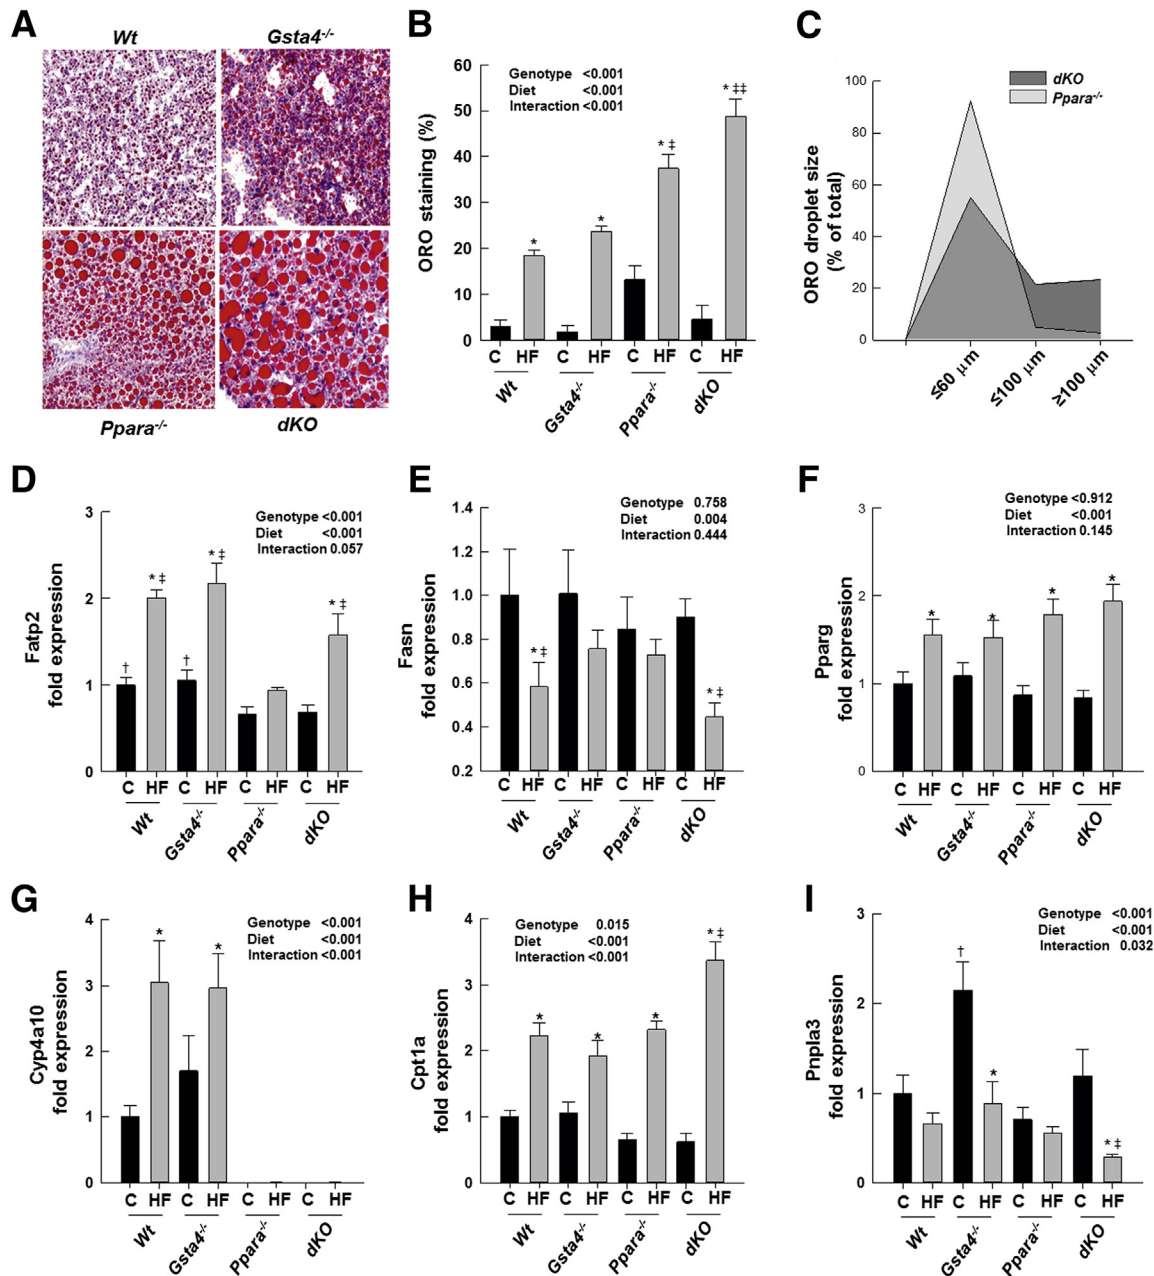 A
Wt
Gsta4-/-
Ppara-/-
dKO
B
ORO staining (%)
60
50
40
30
20
10
0
Genotype <0.001
Diet <0.001
Interaction <0.001
*
*
* ‡
* ‡‡
C HF C HF C HF C HF
Wt Gsta4-/- Ppara-/- dKO
C
ORO droplet size
(% of total)
100
80
60
40
20
0
dKO
Ppara-/-
≤60 μm ≤100 μm ≥100 μm
D
Fatp2
fold expression
3
2
1
0
Genotype <0.001
Diet <0.001
Interaction 0.057
† * ‡ † * ‡ * ‡
C HF C HF C HF C HF
Wt Gsta4-/- Ppara-/- dKO
E
Fasn
fold expression
1.4
1.2
1.0
0.8
0.6
0.4
0.2
Genotype 0.758
Diet 0.004
Interaction 0.444
* ‡ * ‡
C HF C HF C HF C HF
Wt Gsta4-/- Ppara-/- dKO
F
Pparg
fold expression
3
2
1
0
Genotype <0.912
Diet <0.001
Interaction 0.145
* * * *
C HF C HF C HF C HF
Wt Gsta4-/- Ppara-/- dKO
G
Cyp4a10
fold expression
4
3
2
1
0
Genotype <0.001
Diet <0.001
Interaction <0.001
* *
C HF C HF C HF C HF
Wt Gsta4-/- Ppara-/- dKO
H
Cpt1a
fold expression
4
3
2
1
0
Genotype 0.015
Diet <0.001
Interaction <0.001
* * * * ‡
C HF C HF C HF C HF
Wt Gsta4-/- Ppara-/- dKO
I
Pnpla3
fold expression
3
2
1
0
Genotype <0.001
Diet <0.001
Interaction 0.032
† * * ‡
C HF C HF C HF C HF
Wt Gsta4-/- Ppara-/- dKO